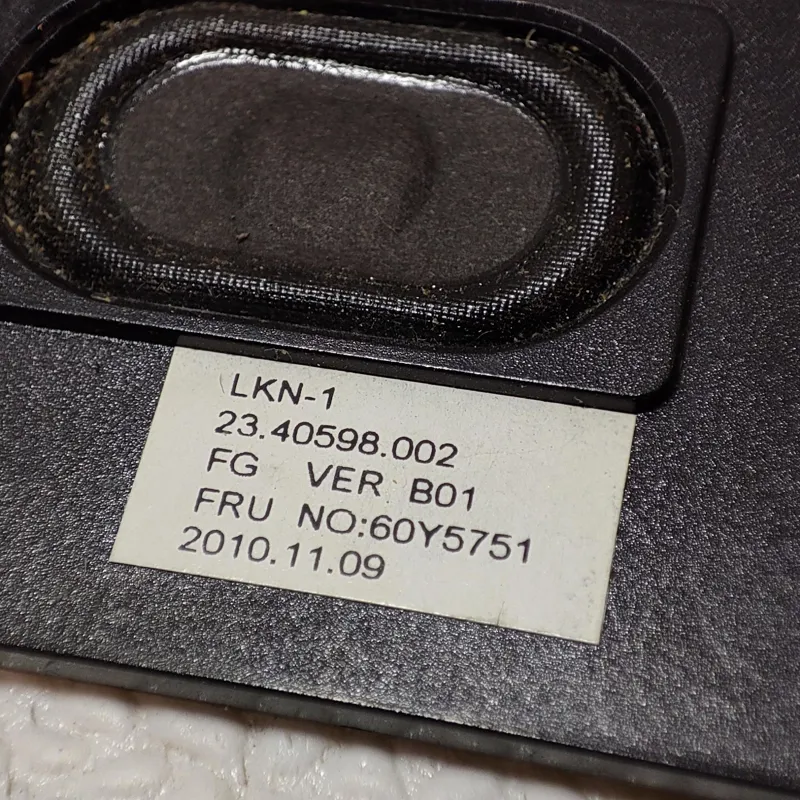 LKN-1
23.40598.002
FG VER B01
FRU NO:60Y5751
2010.11.09